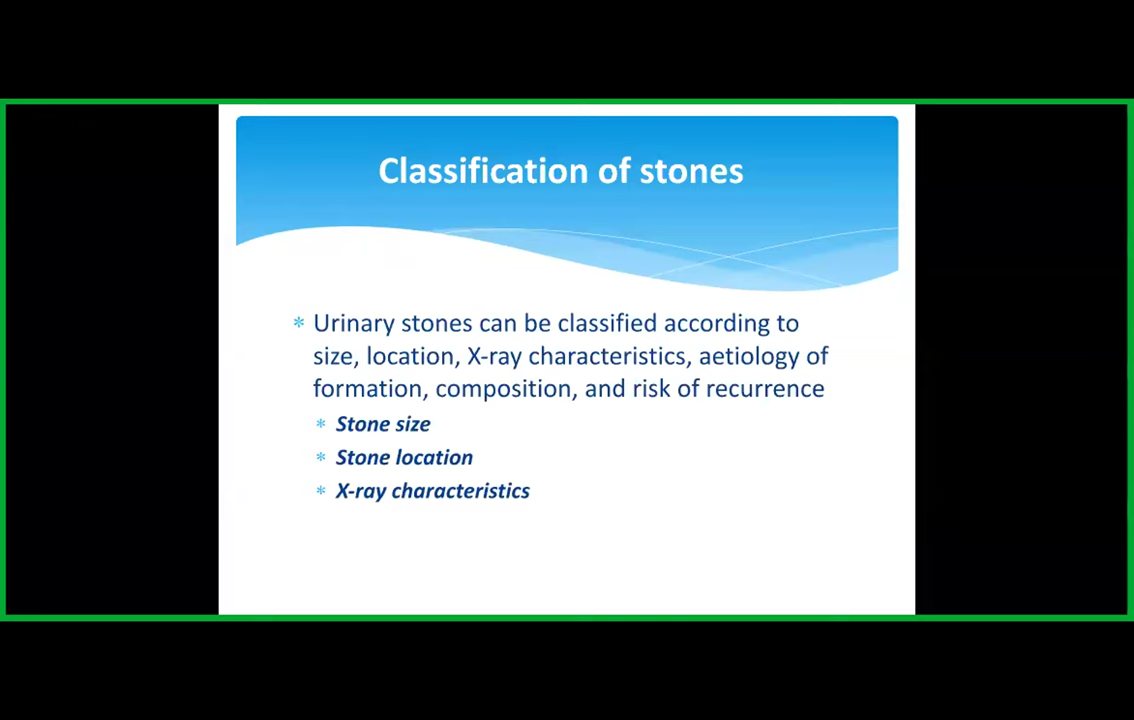 Classification of stones
* Urinary stones can be classified according to
size, location, X-ray characteristics, aetiology of
formation, composition, and risk of recurrence
* Stone size
* Stone location
* X-ray characteristics